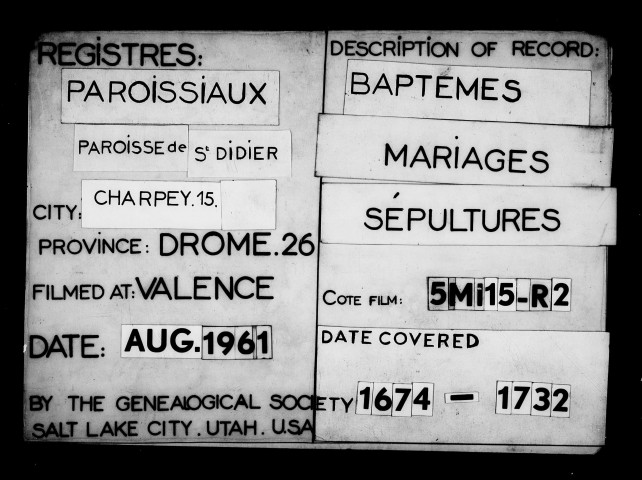 REGISTRES:
PAROISSIAUX
PAROISSE de St DIDIER
CITY: CHARPEY.15.
PROVINCE: DROME.26
FILMED AT: VALENCE
DATE: AUG.1961
BY THE GENEALOGICAL SOCIETY
SALT LAKE CITY. UTAH. U.S.A
DESCRIPTION OF RECORD:
BAPTEMES
MARIAGES
SÉPULTURES
COTE FILM: 5Mi15-R2
DATE COVERED
1674 - 1732